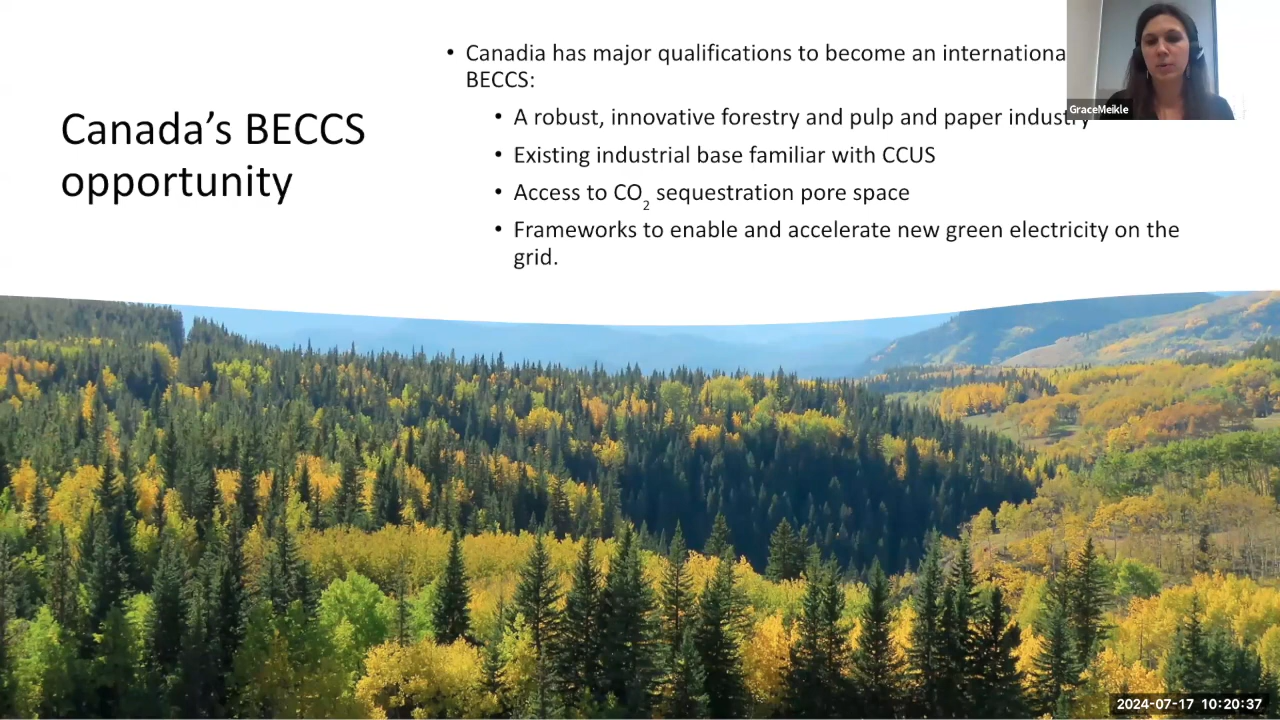 Canada's BECCS
opportunity
• Canadia has major qualifications to become an internationa
BECCS:
• A robust, innovative forestry and pulp and paper industry
• Existing industrial base familiar with CCUS
• Access to CO2 sequestration pore space
• Frameworks to enable and accelerate new green electricity on the
grid.
GraceMeikle
2024-07-17 10:20:37